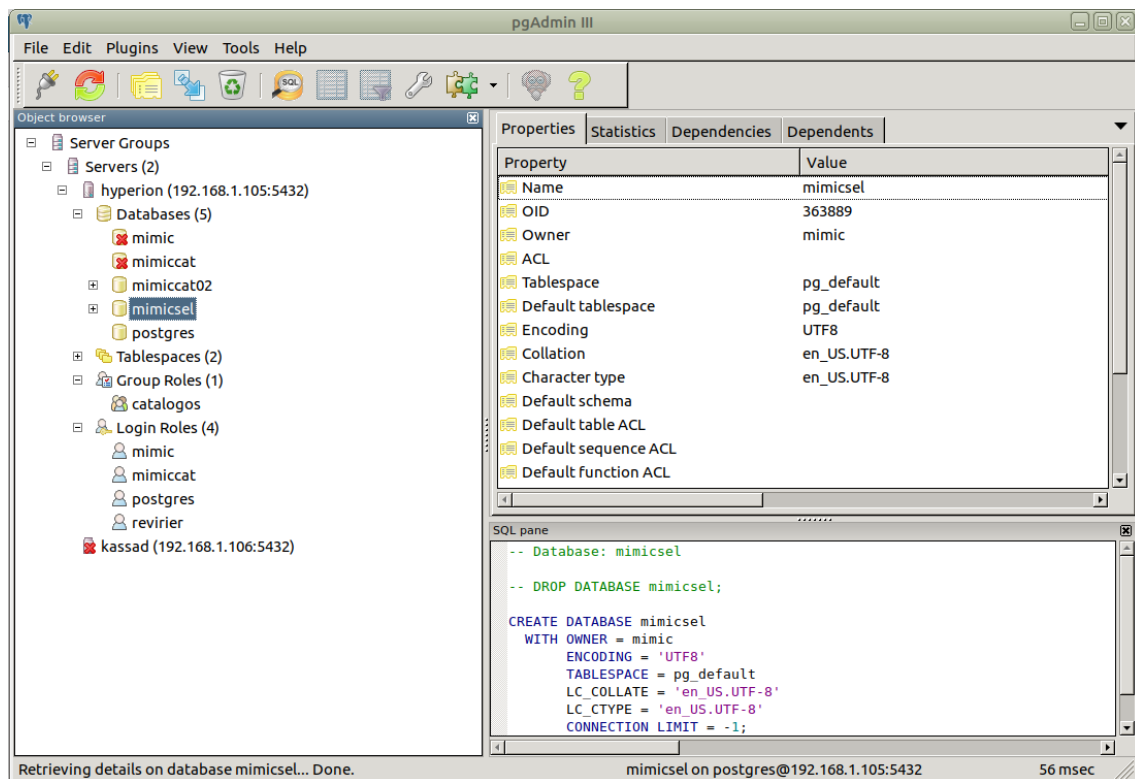 pgAdmin III
File Edit Plugins View Tools Help
SQL
Object browser
Server Groups
Servers (2)
hyperion (192.168.1.105:5432)
Databases (5)
mimic
mimiccat
mimiccat02
mimicsel
postgres
Tablespaces (2)
Group Roles (1)
catalogos
Login Roles (4)
mimic
mimiccat
postgres
revirier
kassad (192.168.1.106:5432)
Properties Statistics Dependencies Dependents
Property Value
Name mimicsel
OID 363889
Owner mimic
ACL
Tablespace pg_default
Default tablespace pg_default
Encoding UTF8
Collation en_US.UTF-8
Character type en_US.UTF-8
Default schema
Default table ACL
Default sequence ACL
Default function ACL
SQL pane
-- Database: mimicsel
-- DROP DATABASE mimicsel;
CREATE DATABASE mimicsel
WITH OWNER = mimic
ENCODING = 'UTF8'
TABLESPACE = pg_default
LC_COLLATE = 'en_US.UTF-8'
LC_CTYPE = 'en_US.UTF-8'
CONNECTION LIMIT = -1;
Retrieving details on database mimicsel... Done. mimicsel on postgres@192.168.1.105:5432 56 msec